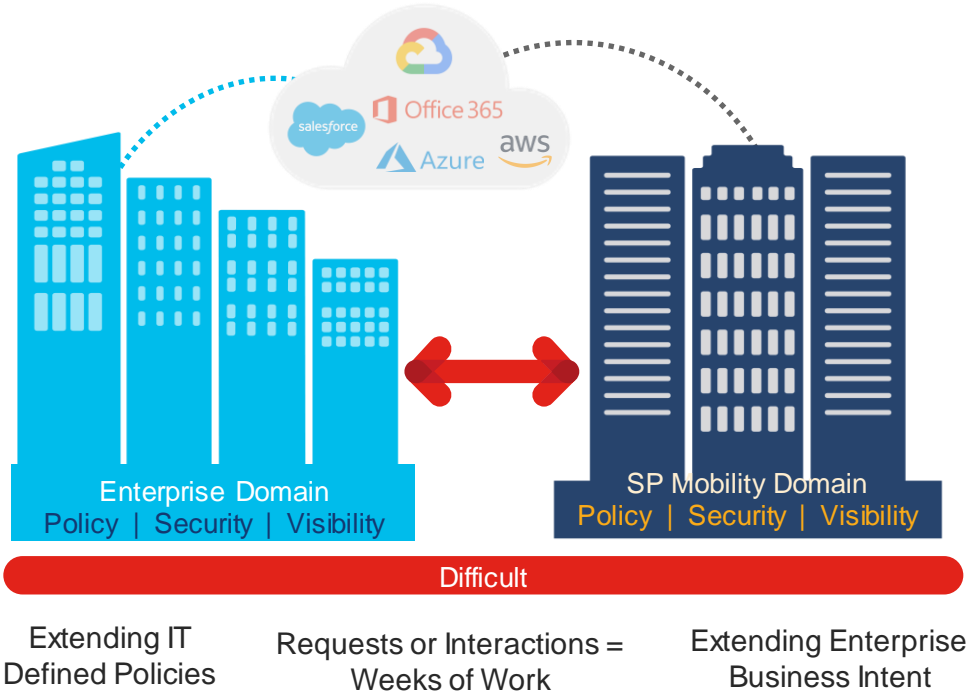 salesforce
Office 365
Azure
aws
Enterprise Domain
Policy | Security | Visibility
SP Mobility Domain
Policy | Security | Visibility
Difficult
Extending IT
Defined Policies
Requests or Interactions =
Weeks of Work
Extending Enterprise
Business Intent